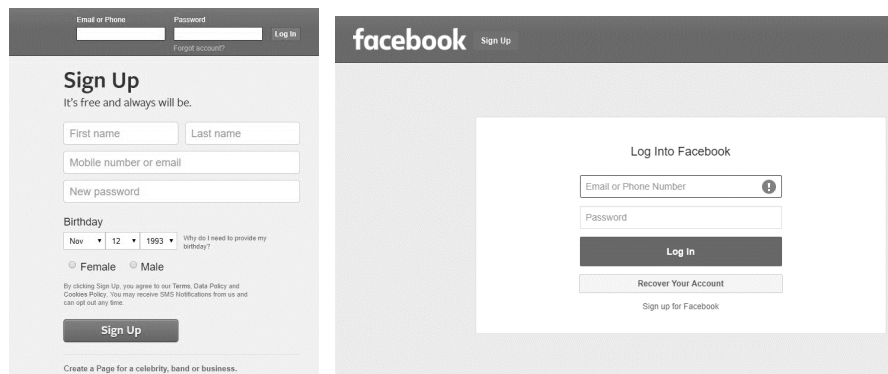 Email or Phone Password
Log In
Forgot account?
Sign Up
It's free and always will be.
First name Last name
Mobile number or email
New password
Birthday
Nov 12 1993 Why do I need to provide my
birthday?
Female Male
By clicking Sign Up, you agree to our Terms, Data Policy and
Cookies Policy. You may receive SMS Notifications from us and
can opt out any time.
Sign Up
Create a Page for a celebrity, band or business.
facebook Sign Up
Log Into Facebook
Email or Phone Number
Password
Log In
Recover Your Account
Sign up for Facebook